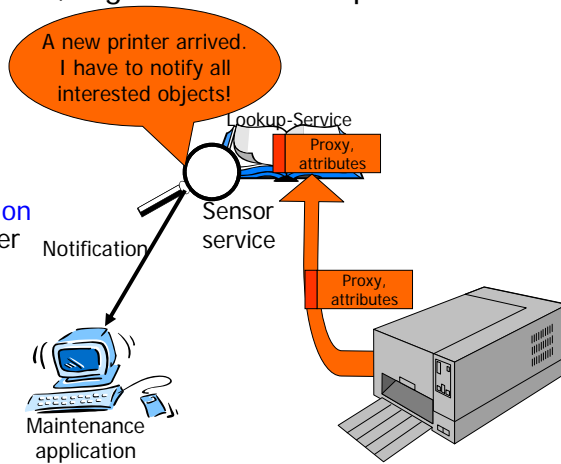 A new printer arrived.
I have to notify all
interested objects!
Lookup-Service
Proxy,
attributes
Sensor
service
Notification
Proxy,
attributes
Maintenance
application